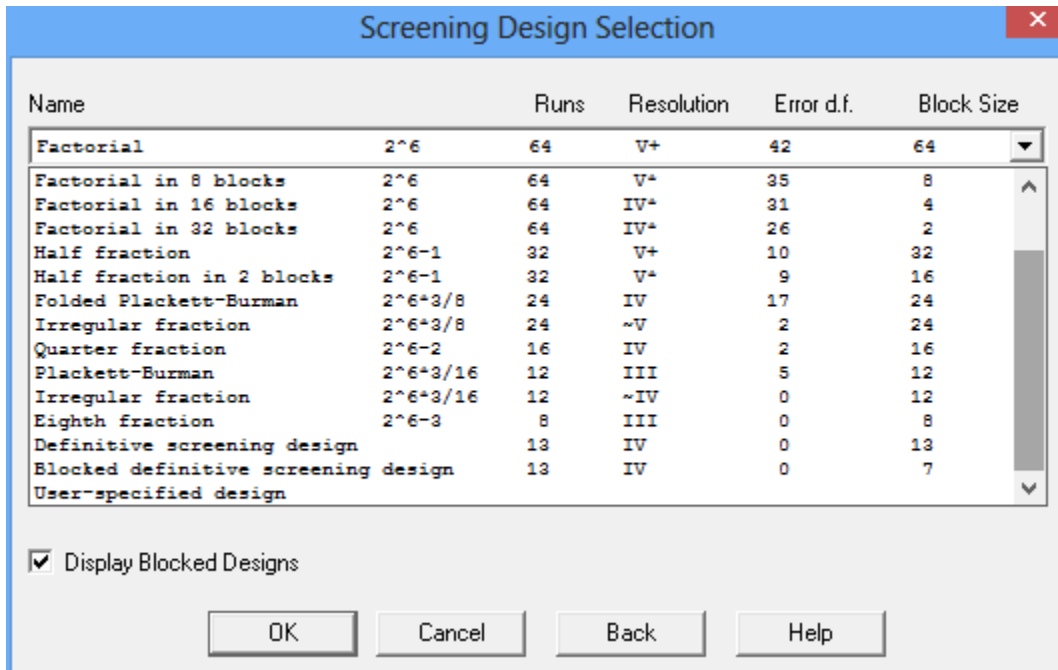 Screening Design Selection
Name Runs Resolution Error d.f. Block Size
Factorial 2^6 64 V+ 42 64
Factorial in 8 blocks 2^6 64 V* 35 8
Factorial in 16 blocks 2^6 64 IV* 31 4
Factorial in 32 blocks 2^6 64 IV* 26 2
Half fraction 2^6-1 32 V+ 10 32
Half fraction in 2 blocks 2^6-1 32 V* 9 16
Folded Plackett-Burman 2^6*3/8 24 IV 17 24
Irregular fraction 2^6*3/8 24 ~V 2 24
Quarter fraction 2^6-2 16 IV 2 16
Plackett-Burman 2^6*3/16 12 III 5 12
Irregular fraction 2^6*3/16 12 ~IV 0 12
Eighth fraction 2^6-3 8 III 0 8
Definitive screening design 13 IV 0 13
Blocked definitive screening design 13 IV 0 7
User-specified design
Display Blocked Designs
OK Cancel Back Help